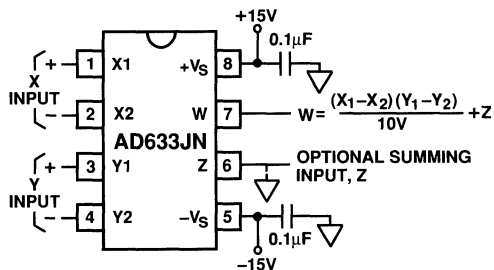 +15V
0.1µF
+ 1 X1 +VS 8
X INPUT
− 2 X2 W 7 W = (X1−X2)(Y1−Y2) / 10V +Z
AD633JN
+ 3 Y1 Z 6 OPTIONAL SUMMING INPUT, Z
Y INPUT
− 4 Y2 −VS 5
0.1µF
−15V